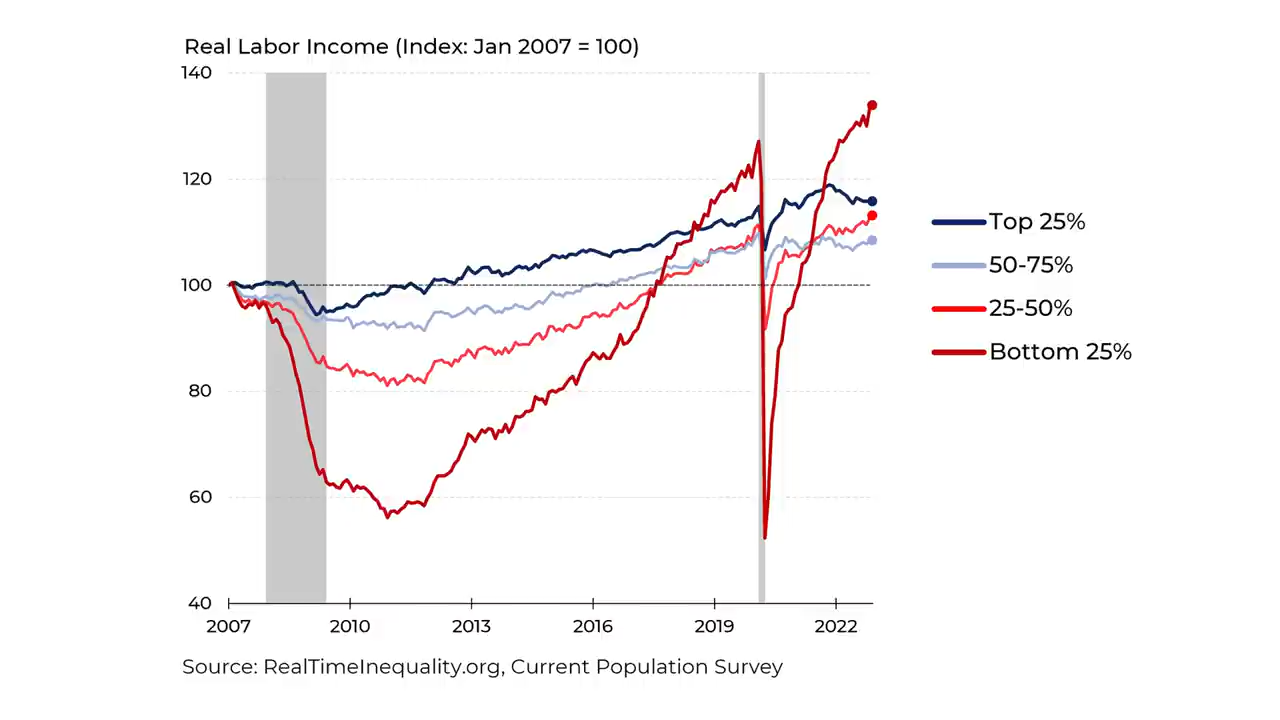 Real Labor Income (Index: Jan 2007 = 100)
140
120
100
80
60
40
2007 2010 2013 2016 2019 2022
Top 25%
50-75%
25-50%
Bottom 25%
Source: RealTimeInequality.org, Current Population Survey